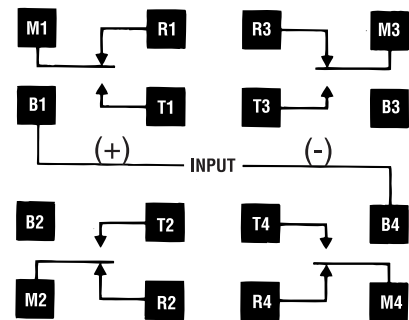 M1 R1 R3 M3
B1 T1 T3 B3
(+) INPUT (-)
B2 T2 T4 B4
M2 R2 R4 M4